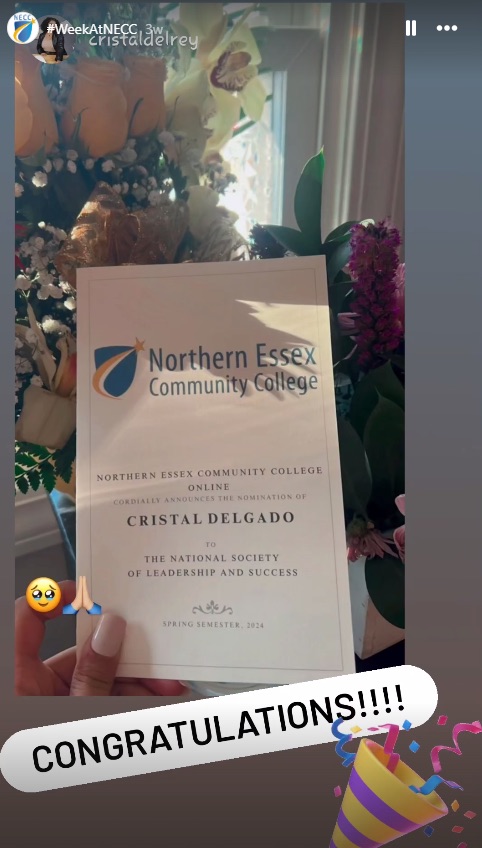 #WeekAtNECC 3w
cristaldelrey
NECC
Northern Essex
Community College
NORTHERN ESSEX COMMUNITY COLLEGE
ONLINE
CORDIALLY ANNOUNCES THE NOMINATION OF
CRISTAL DELGADO
TO
THE NATIONAL SOCIETY
OF LEADERSHIP AND SUCCESS
SPRING SEMESTER, 2024
CONGRATULATIONS!!!!